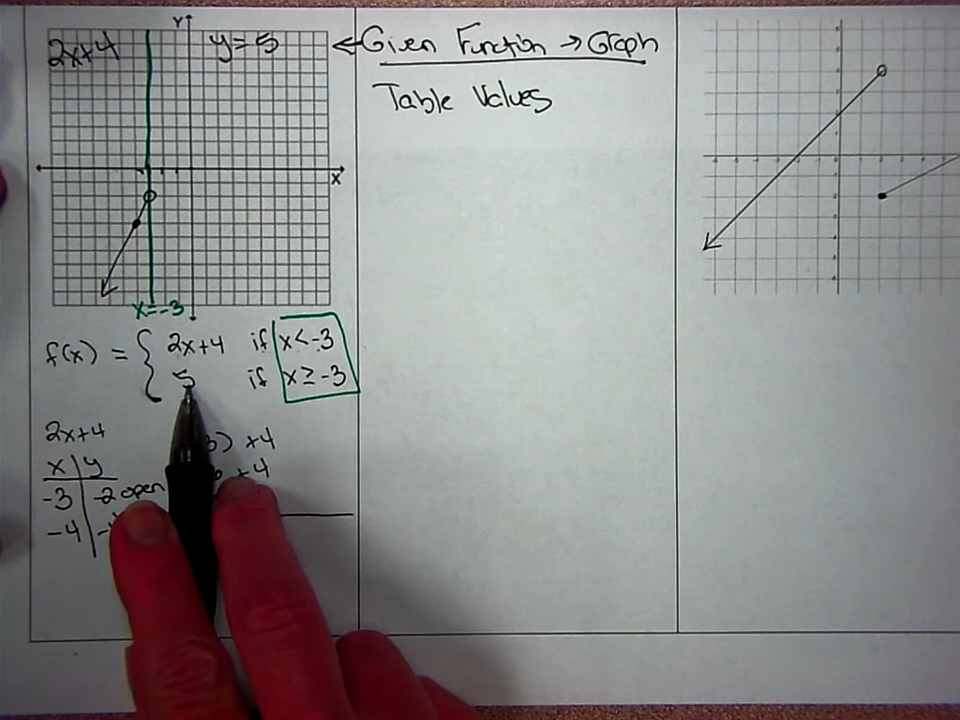 Y
2x+4 y=5
X
x=-3
f(x) = { 2x+4 if x<-3
5 if x≥-3
2x+4
x | y
-3 | -2 open
-4 |
3) +4
+4
←Given Function → Graph
Table Values